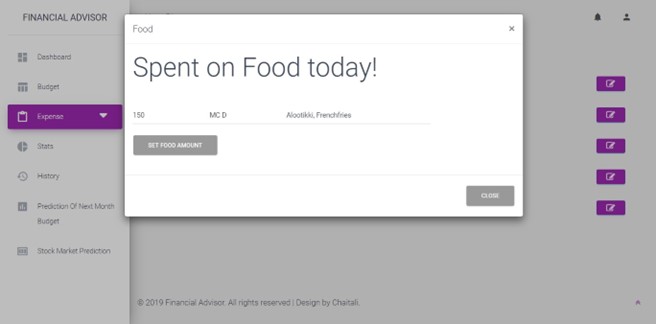 FINANCIAL ADVISOR
Dashboard
Budget
Expense
Stats
History
Prediction Of Next Month
Budget
Stock Market Prediction
Food ×
Spent on Food today!
150 MC D Alootikki, Frenchfries
SET FOOD AMOUNT
CLOSE
© 2019 Financial Advisor. All rights reserved | Design by Chaitali.